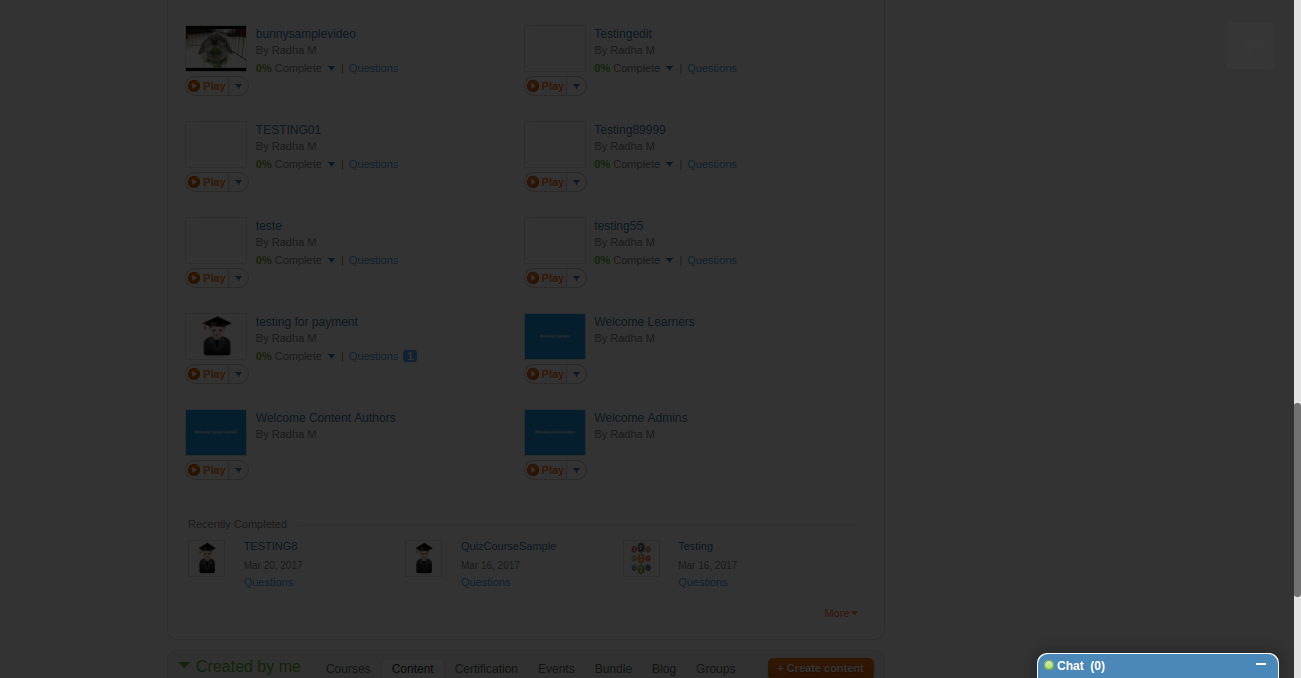 bunnysamplevideo
By Radha M
0% Complete | Questions
Play
Testingedit
By Radha M
0% Complete | Questions
Play
TESTING01
By Radha M
0% Complete | Questions
Play
Testing89999
By Radha M
0% Complete | Questions
Play
teste
By Radha M
0% Complete | Questions
Play
testing55
By Radha M
0% Complete | Questions
Play
testing for payment
By Radha M
0% Complete | Questions 1
Play
Welcome Learners
By Radha M
Play
Welcome Content Authors
By Radha M
Play
Welcome Admins
By Radha M
Play
Recently Completed
TESTING8
Mar 20, 2017
Questions
QuizCourseSample
Mar 16, 2017
Questions
Testing
Mar 16, 2017
Questions
More
Created by me Courses Content Certification Events Bundle Blog Groups + Create content
Chat (0)